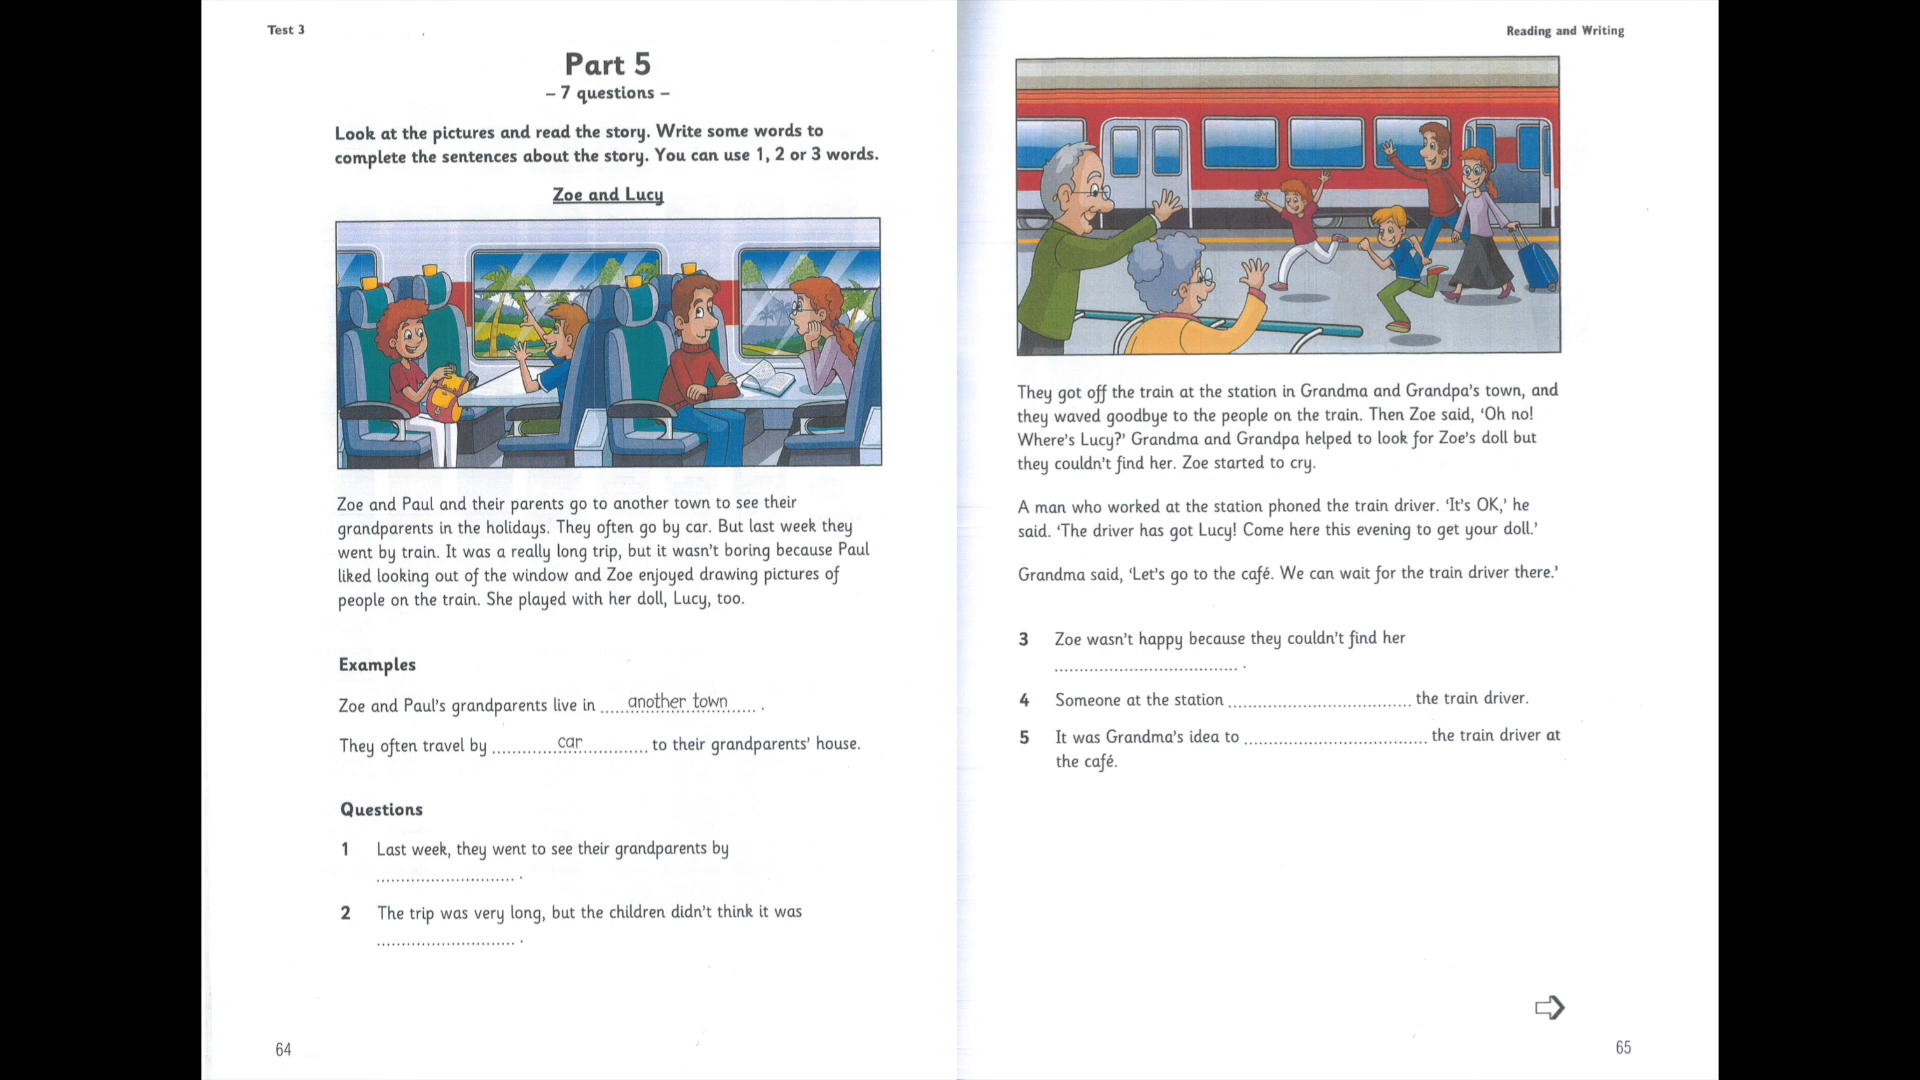 Test 3
Part 5
– 7 questions –
Look at the pictures and read the story. Write some words to
complete the sentences about the story. You can use 1, 2 or 3 words.
Zoe and Lucy
Zoe and Paul and their parents go to another town to see their
grandparents in the holidays. They often go by car. But last week they
went by train. It was a really long trip, but it wasn't boring because Paul
liked looking out of the window and Zoe enjoyed drawing pictures of
people on the train. She played with her doll, Lucy, too.
Examples
Zoe and Paul's grandparents live in .....another town..... .
They often travel by .............car............. to their grandparents' house.
Questions
1 Last week, they went to see their grandparents by
............................ .
2 The trip was very long, but the children didn't think it was
............................ .
64
Reading and Writing
They got off the train at the station in Grandma and Grandpa's town, and
they waved goodbye to the people on the train. Then Zoe said, 'Oh no!
Where's Lucy?' Grandma and Grandpa helped to look for Zoe's doll but
they couldn't find her. Zoe started to cry.
A man who worked at the station phoned the train driver. 'It's OK,' he
said. 'The driver has got Lucy! Come here this evening to get your doll.'
Grandma said, 'Let's go to the café. We can wait for the train driver there.'
3 Zoe wasn't happy because they couldn't find her
..................................... .
4 Someone at the station ..................................... the train driver.
5 It was Grandma's idea to ..................................... the train driver at
the café.
65